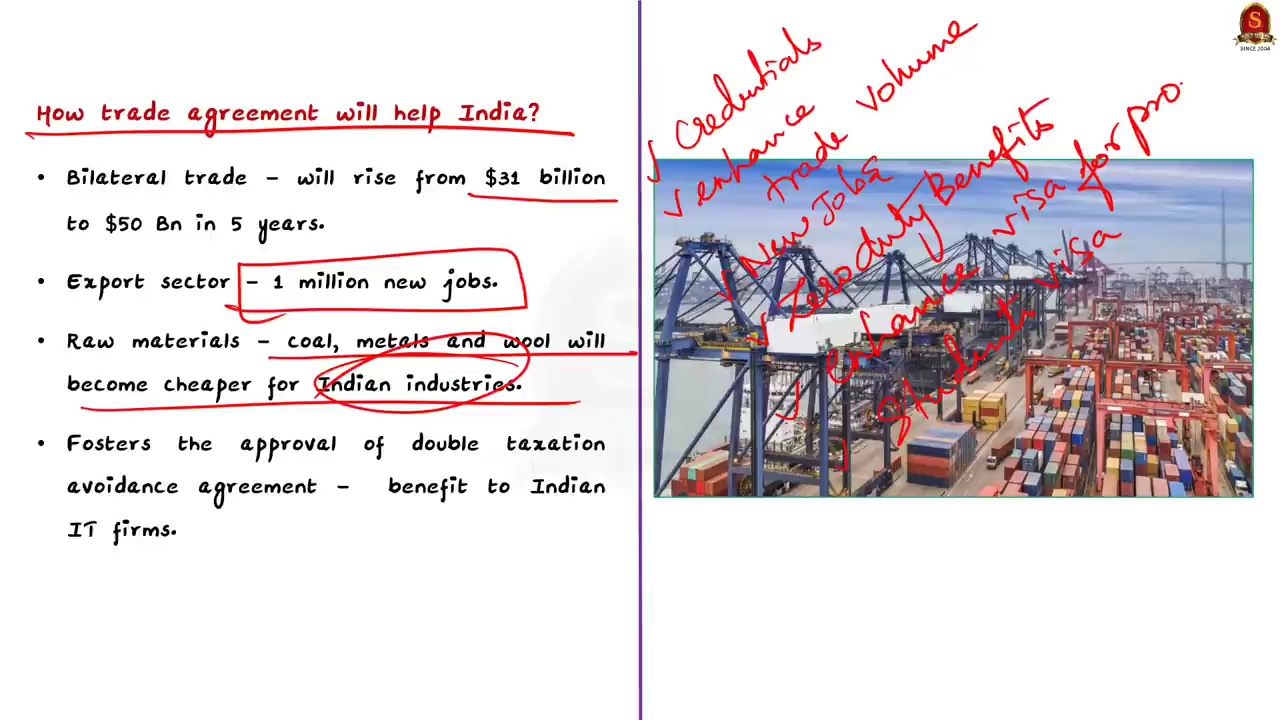 How trade agreement will help India?
• Bilateral trade – will rise from $31 billion
to $50 Bn in 5 years.
• Export sector – 1 million new jobs.
• Raw materials – coal, metals and wool will
become cheaper for Indian industries.
• Fosters the approval of double taxation
avoidance agreement – benefit to Indian
IT firms.
S
SINCE 2004
✓ Credentials
✓ enhance
trade volume
✓ New Jobs
✓ Zero duty Benefits
✓ enhance visa for pro.
✓ Students visa